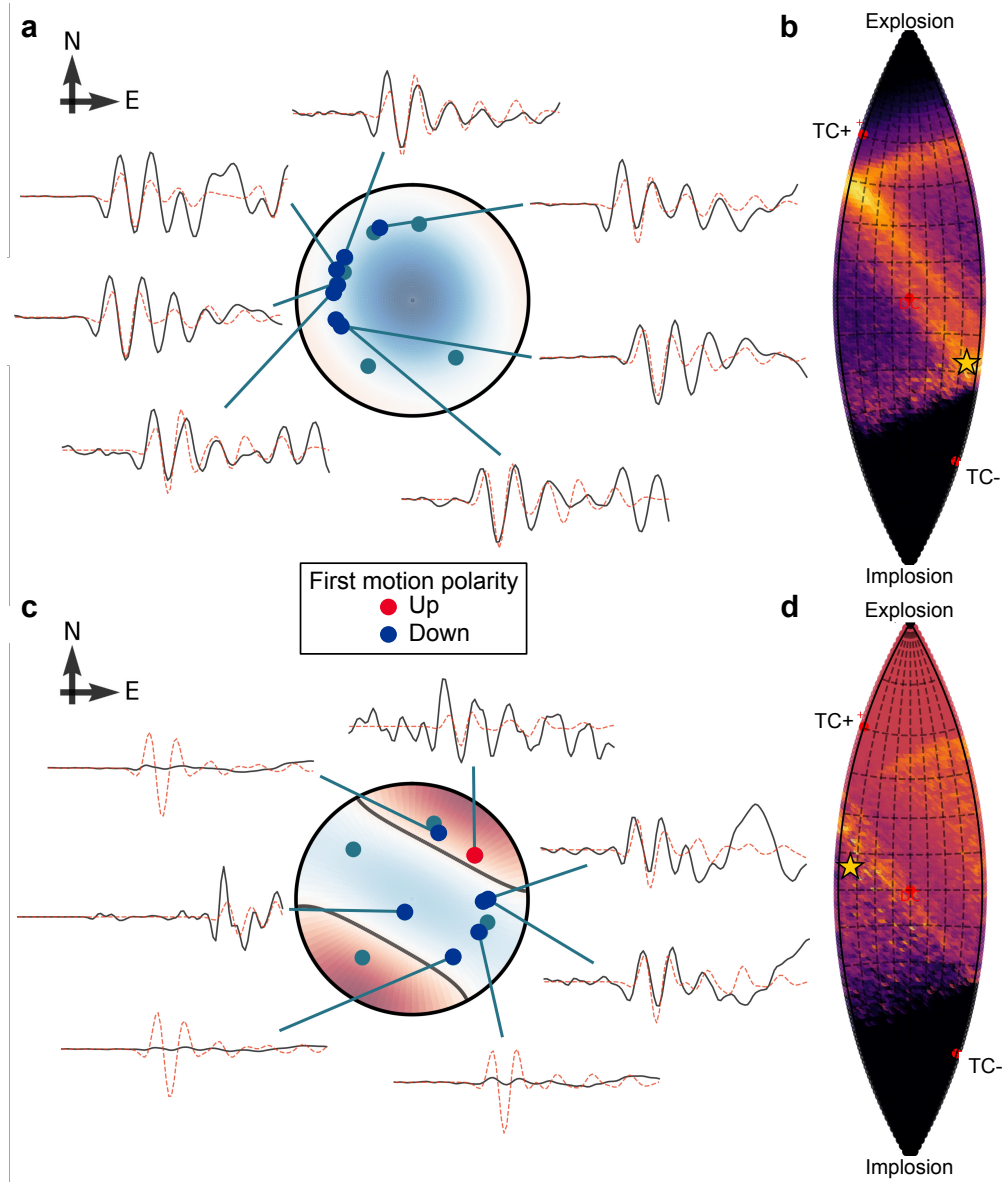 a
N
E
b
Explosion
TC+
TC-
Implosion
First motion polarity
Up
Down
c
N
E
d
Explosion
TC+
TC-
Implosion